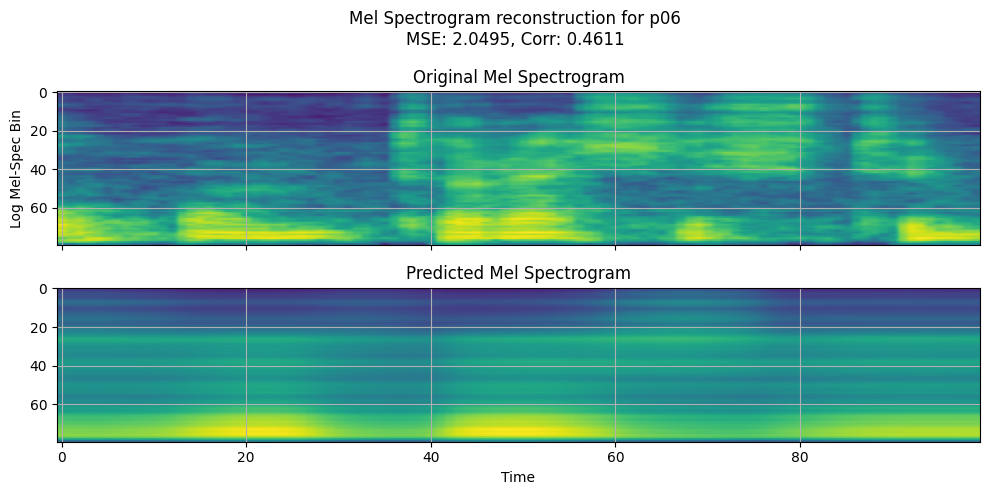 Mel Spectrogram reconstruction for p06
MSE: 2.0495, Corr: 0.4611
Original Mel Spectrogram
Log Mel-Spec Bin
0
20
40
60
Predicted Mel Spectrogram
0
20
40
60
0 20 40 60 80
Time